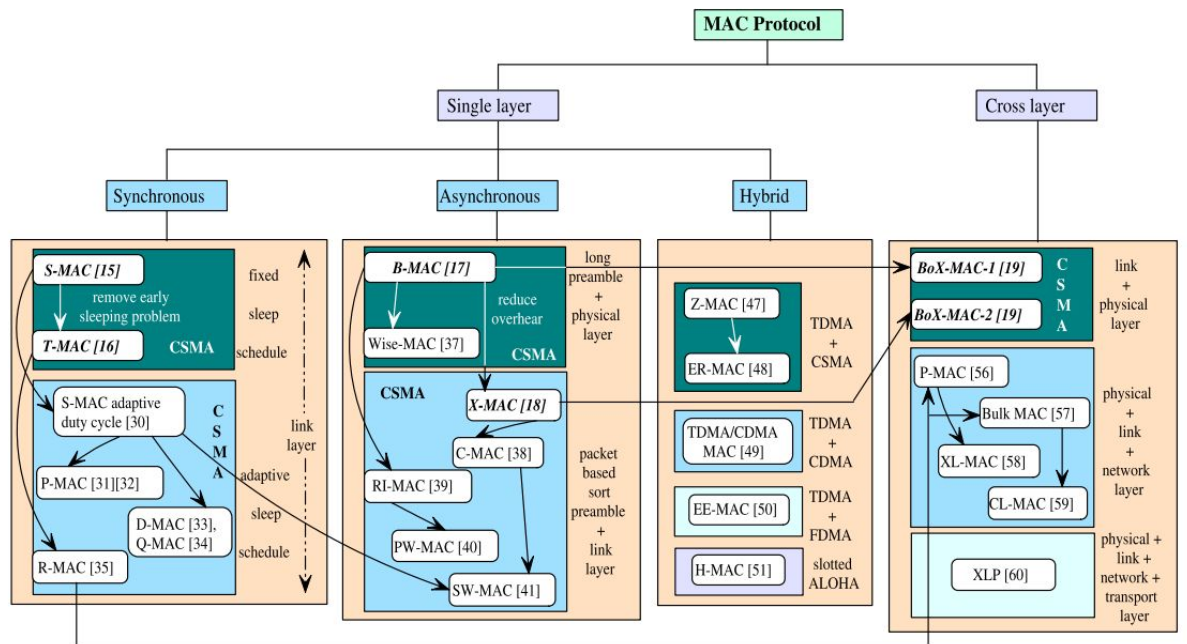 MAC Protocol
Single layer
Cross layer
Synchronous
Asynchronous
Hybrid
S-MAC [15]
remove early
sleeping problem
T-MAC [16]
CSMA
fixed
sleep
schedule
S-MAC adaptive
duty cycle [30]
C
S
M
A
P-MAC [31][32]
D-MAC [33],
Q-MAC [34]
R-MAC [35]
adaptive
sleep
schedule
link
layer
B-MAC [17]
reduce
overhear
Wise-MAC [37]
CSMA
long
preamble
+
physical
layer
CSMA
X-MAC [18]
C-MAC [38]
RI-MAC [39]
PW-MAC [40]
SW-MAC [41]
packet
based
sort
preamble
+
link
layer
Z-MAC [47]
ER-MAC [48]
TDMA
+
CSMA
TDMA/CDMA
MAC [49]
TDMA
+
CDMA
EE-MAC [50]
TDMA
+
FDMA
H-MAC [51]
slotted
ALOHA
BoX-MAC-1 [19]
BoX-MAC-2 [19]
C
S
M
A
link
+
physical
layer
P-MAC [56]
Bulk MAC [57]
XL-MAC [58]
CL-MAC [59]
physical
+
link
+
network
layer
XLP [60]
physical +
link +
network +
transport
layer